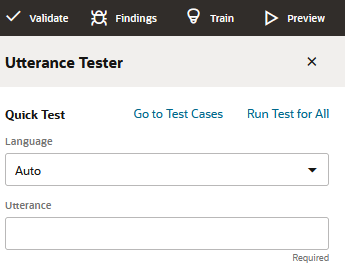 Validate Findings Train Preview
Utterance Tester
Quick Test Go to Test Cases Run Test for All
Language
Auto
Utterance
Required